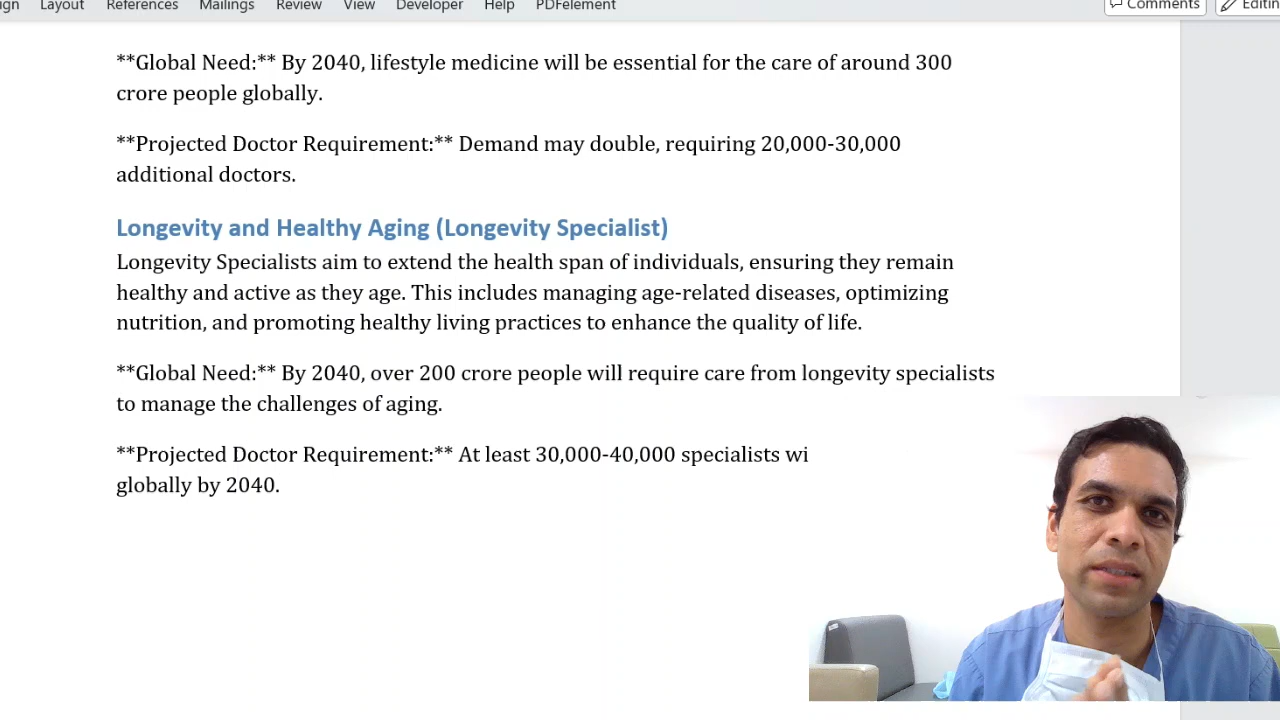 Layout References Mailings Review View Developer Help PDFelement Comments
**Global Need:** By 2040, lifestyle medicine will be essential for the care of around 300
crore people globally.
**Projected Doctor Requirement:** Demand may double, requiring 20,000-30,000
additional doctors.
Longevity and Healthy Aging (Longevity Specialist)
Longevity Specialists aim to extend the health span of individuals, ensuring they remain
healthy and active as they age. This includes managing age-related diseases, optimizing
nutrition, and promoting healthy living practices to enhance the quality of life.
**Global Need:** By 2040, over 200 crore people will require care from longevity specialists
to manage the challenges of aging.
**Projected Doctor Requirement:** At least 30,000-40,000 specialists wi
globally by 2040.